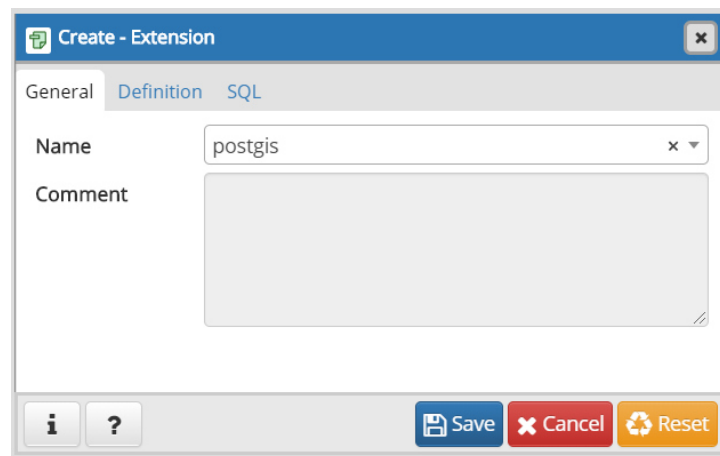 Create - Extension
General Definition SQL
Name postgis
Comment
i ? Save Cancel Reset